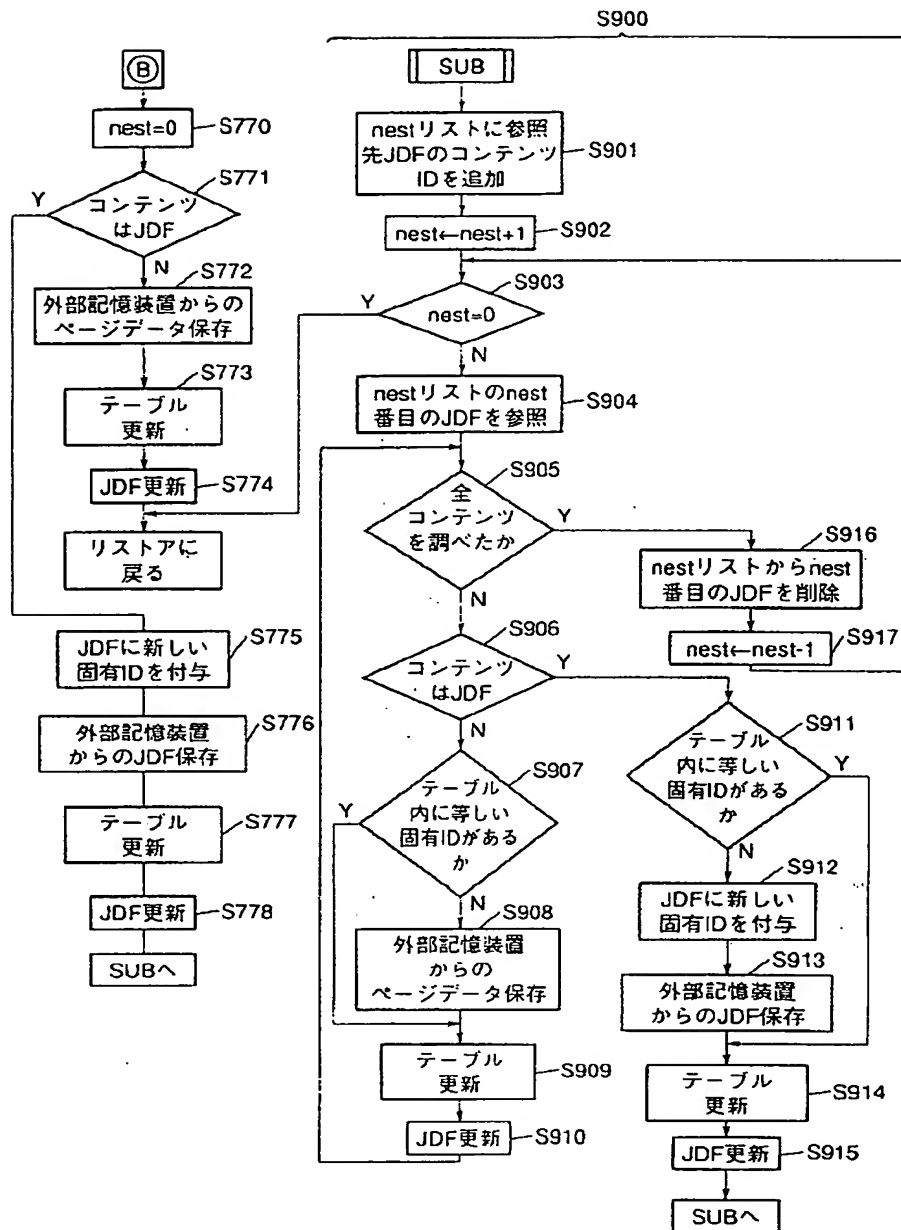 S900
B
nest=0
S770
S771
Y
コンテンツ
はJDF
N
S772
外部記憶装置からの
ページデータ保存
S773
テーブル
更新
JDF更新
S774
リストアに
戻る
JDFに新しい
固有IDを付与
S775
S776
外部記憶装置
からのJDF保存
テーブル
更新
S777
JDF更新
S778
SUBへ
SUB
nestリストに参照
先JDFのコンテンツ
IDを追加
S901
nest←nest+1
S902
S903
Y
nest=0
N
nestリストのnest
番目のJDFを参照
S904
S905
全
コンテンツ
を調べたか
Y
N
S916
nestリストからnest
番目のJDFを削除
S917
nest←nest-1
S906
コンテンツ
はJDF
Y
N
S907
テーブル
内に等しい
固有IDがある
か
Y
N
S908
外部記憶装置
からの
ページデータ保存
テーブル
更新
S909
JDF更新
S910
S911
テーブル
内に等しい
固有IDがある
か
Y
N
S912
JDFに新しい
固有IDを付与
S913
外部記憶装置
からのJDF保存
テーブル
更新
S914
JDF更新
S915
SUBへ